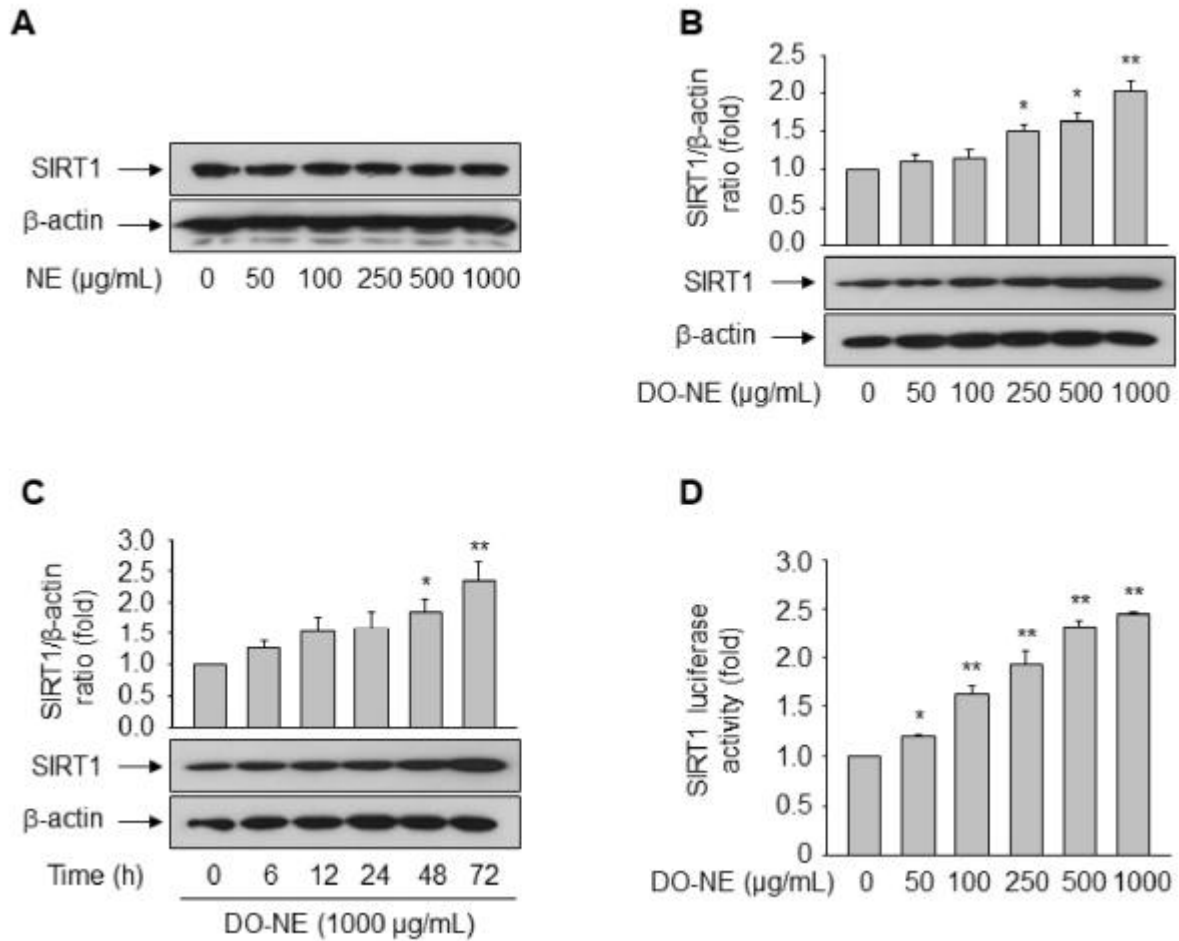 A
SIRT1
β-actin
NE (µg/mL) 0 50 100 250 500 1000
B
SIRT1/β-actin
ratio (fold)
2.5
2.0
1.5
1.0
0.5
0.0
* * **
SIRT1
β-actin
DO-NE (µg/mL) 0 50 100 250 500 1000
C
SIRT1/β-actin
ratio (fold)
3.0
2.5
2.0
1.5
1.0
0.5
0.0
* **
SIRT1
β-actin
Time (h) 0 6 12 24 48 72
DO-NE (1000 µg/mL)
D
SIRT1 luciferase
activity (fold)
3.0
2.5
2.0
1.5
1.0
0.5
0
* ** ** ** **
DO-NE (µg/mL) 0 50 100 250 500 1000